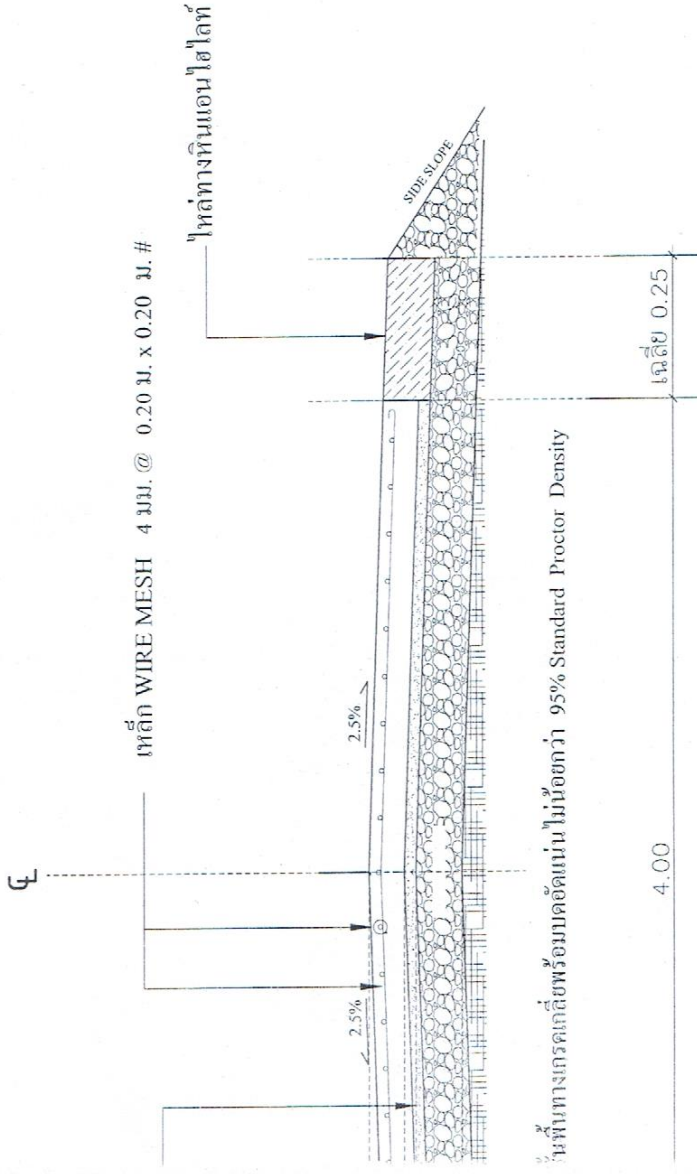 ไหล่ทางหินแอนไฮไลท์
เหล็ก WIRE MESH 4 มม. @ 0.20 ม. x 0.20 ม. #
SIDE SLOPE
℄
2.5%
2.5%
พื้นทางเกรดเกลี่ยพร้อมบดอัดแน่นไม่น้อยกว่า 95% Standard Proctor Density
4.00
เฉลี่ย 0.25